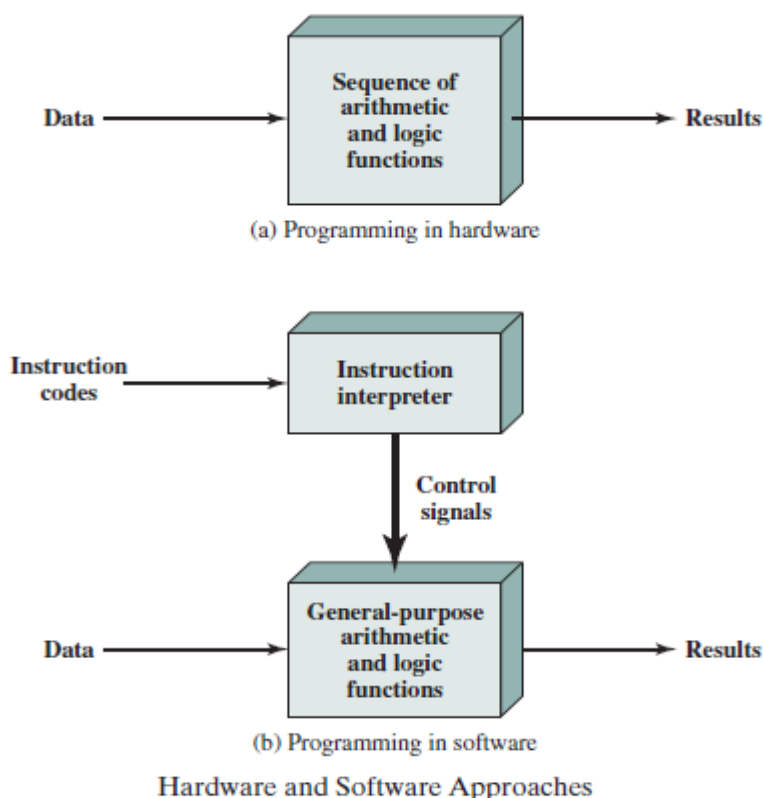 Sequence of
arithmetic
and logic
functions
Data
Results
(a) Programming in hardware
Instruction
codes
Instruction
interpreter
Control
signals
General-purpose
arithmetic
and logic
functions
Data
Results
(b) Programming in software
Hardware and Software Approaches